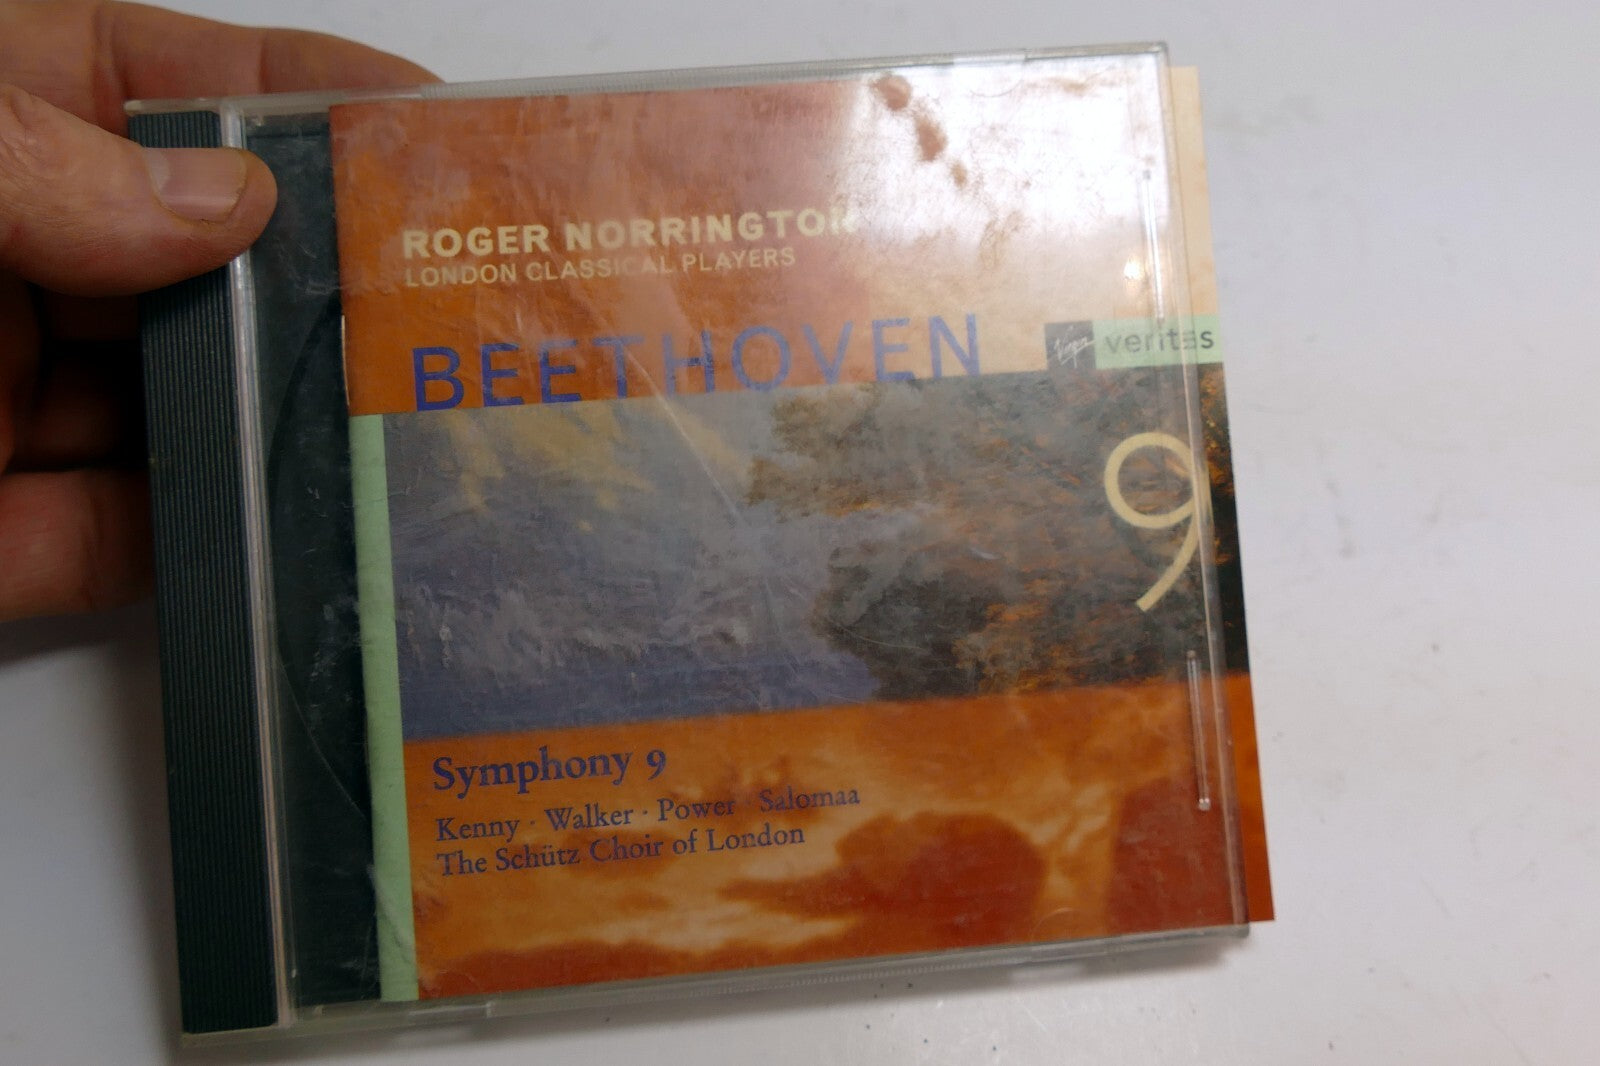 ROGER NORRINGTON
LONDON CLASSICAL PLAYERS
BEETHOVEN
Virgin veritas
9
Symphony 9
Kenny · Walker · Power · Salomaa
The Schütz Choir of London